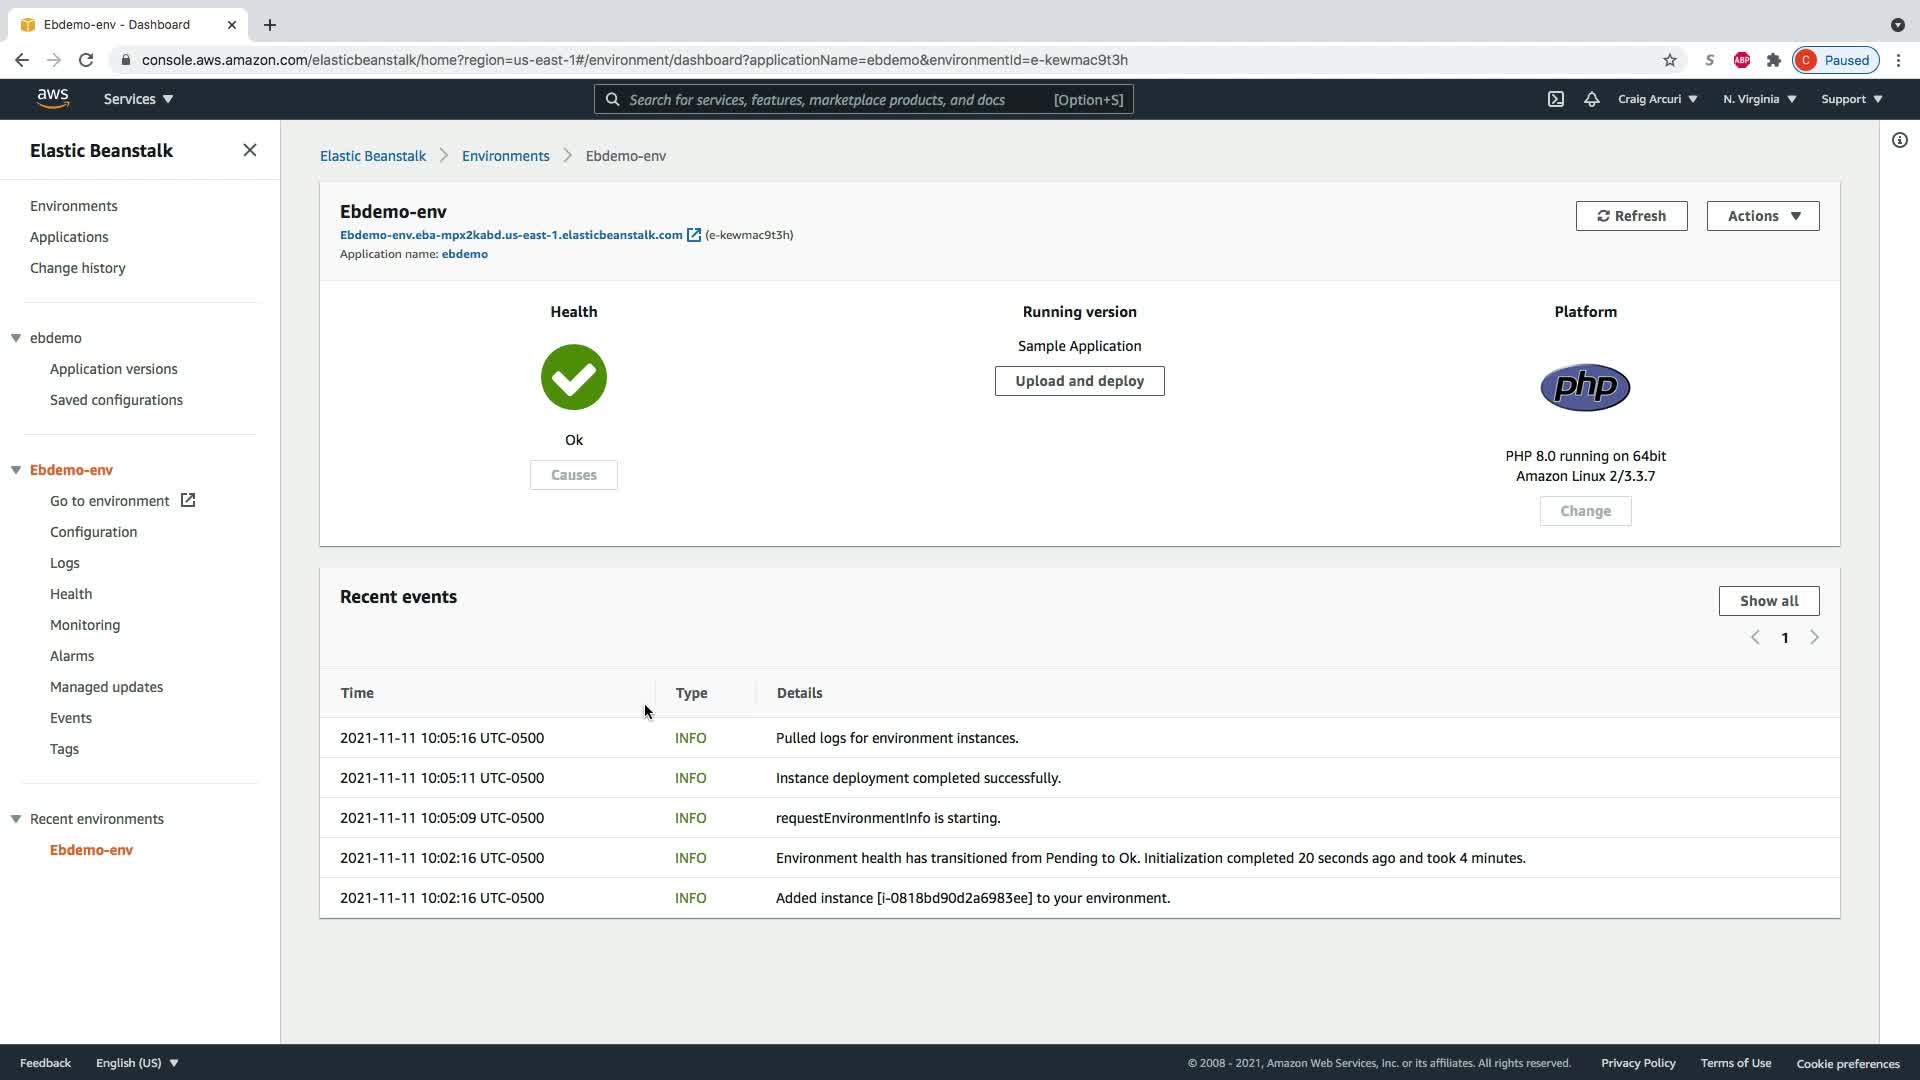 Ebdemo-env - Dashboard
console.aws.amazon.com/elasticbeanstalk/home?region=us-east-1#/environment/dashboard?applicationName=ebdemo&environmentId=e-kewmac9t3h
S
ABP
C
Paused
aws
Services
Search for services, features, marketplace products, and docs
[Option+S]
Craig Arcuri
N. Virginia
Support
Elastic Beanstalk
Environments
Applications
Change history
ebdemo
Application versions
Saved configurations
Ebdemo-env
Go to environment
Configuration
Logs
Health
Monitoring
Alarms
Managed updates
Events
Tags
Recent environments
Ebdemo-env
Elastic Beanstalk
Environments
Ebdemo-env
Ebdemo-env
Ebdemo-env.eba-mpx2kabd.us-east-1.elasticbeanstalk.com (e-kewmac9t3h)
Application name: ebdemo
Refresh
Actions
Health
Ok
Causes
Running version
Sample Application
Upload and deploy
Platform
php
PHP 8.0 running on 64bit
Amazon Linux 2/3.3.7
Change
Recent events
Show all
1
Time Type Details
2021-11-11 10:05:16 UTC-0500 INFO Pulled logs for environment instances.
2021-11-11 10:05:11 UTC-0500 INFO Instance deployment completed successfully.
2021-11-11 10:05:09 UTC-0500 INFO requestEnvironmentInfo is starting.
2021-11-11 10:02:16 UTC-0500 INFO Environment health has transitioned from Pending to Ok. Initialization completed 20 seconds ago and took 4 minutes.
2021-11-11 10:02:16 UTC-0500 INFO Added instance [i-0818bd90d2a6983ee] to your environment.
Feedback
English (US)
© 2008 - 2021, Amazon Web Services, Inc. or its affiliates. All rights reserved.
Privacy Policy
Terms of Use
Cookie preferences